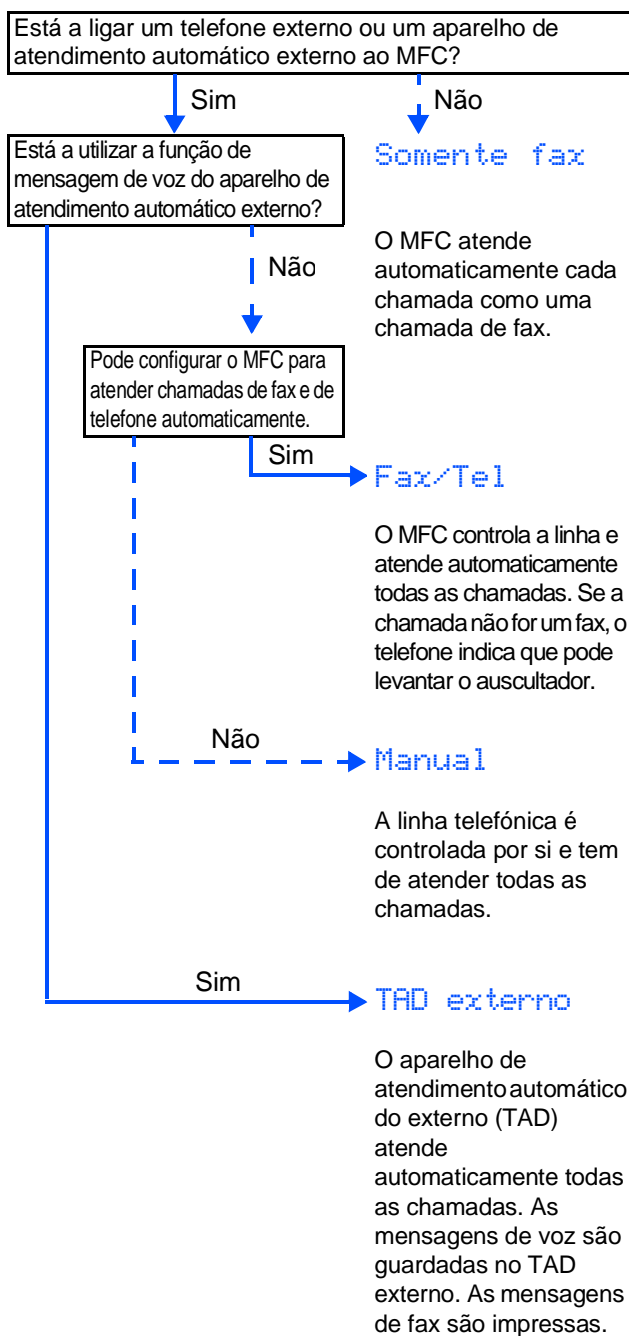 Está a ligar um telefone externo ou um aparelho de
atendimento automático externo ao MFC?
Sim
Não
Está a utilizar a função de
mensagem de voz do aparelho de
atendimento automático externo?
Somente fax
O MFC atende
automaticamente cada
chamada como uma
chamada de fax.
Não
Pode configurar o MFC para
atender chamadas de fax e de
telefone automaticamente.
Sim
Fax/Tel
O MFC controla a linha e
atende automaticamente
todas as chamadas. Se a
chamada não for um fax, o
telefone indica que pode
levantar o auscultador.
Não
Manual
A linha telefónica é
controlada por si e tem
de atender todas as
chamadas.
Sim
TAD externo
O aparelho de
atendimento automático
do externo (TAD)
atende
automaticamente todas
as chamadas. As
mensagens de voz são
guardadas no TAD
externo. As mensagens
de fax são impressas.